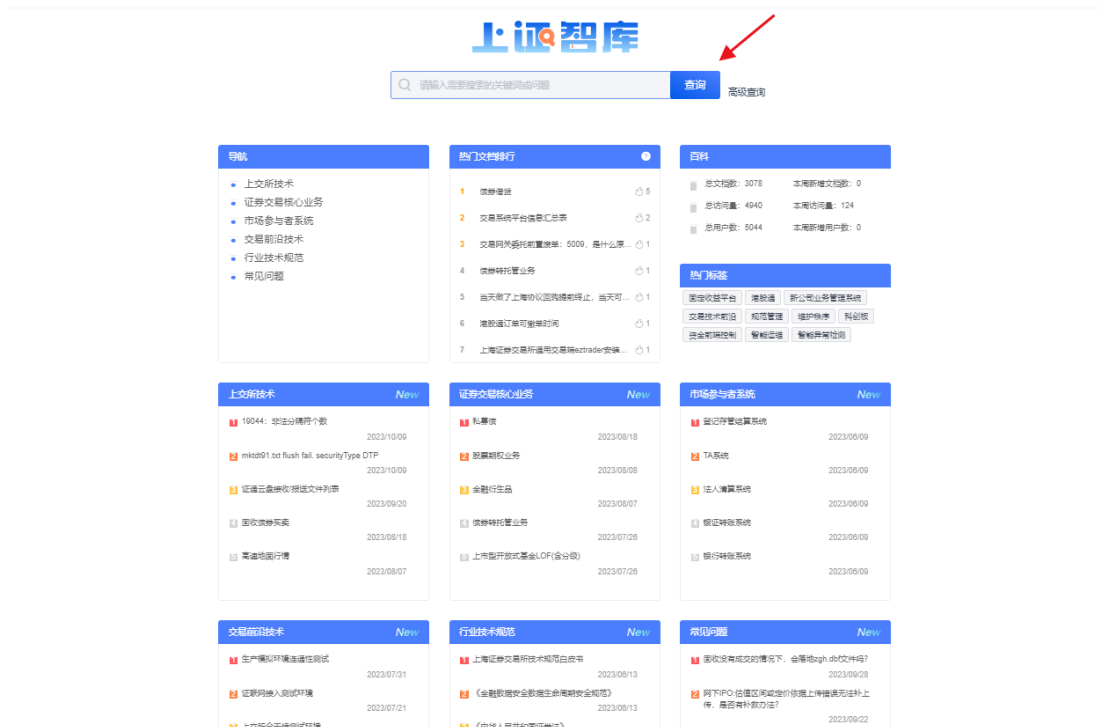 上证智库
请输入需要搜索的关键词或问题
查询
高级查询
导航
上交所技术
证券交易核心业务
市场参与者系统
交易前沿技术
行业技术规范
常见问题
热门文档排行
1 债券借贷 5
2 交易系统平台信息汇总表 2
3 交易网关委托前置废单：5009，是什么原... 1
4 债券转托管业务 1
5 当天做了上海协议回购提前终止，当天可... 1
6 港股通订单可撤单时间 1
7 上海证券交易所通用交易端eztrader安装... 1
百科
总文档数：3078 本周新增文档数：0
总访问量：4940 本周访问量：124
总用户数：5044 本周新增用户数：0
热门标签
固定收益平台 港股通 新公司业务管理系统
交易技术前沿 规范管理 维护秩序 科创板
资金前端控制 智能运维 智能异常检测
上交所技术 New
1 19044：非法分隔符个数
2023/10/09
2 mktdt91.txt flush fail. securityType DTP
2023/10/09
3 证通云盘接收/报送文件列表
2023/09/20
4 固收债券买卖
2023/08/18
5 高速地面行情
2023/08/07
证券交易核心业务 New
1 私募债
2023/08/18
2 股票期权业务
2023/08/08
3 金融衍生品
2023/08/07
4 债券转托管业务
2023/07/26
5 上市型开放式基金LOF(含分级)
2023/07/26
市场参与者系统 New
1 登记存管结算系统
2023/06/09
2 TA系统
2023/06/09
3 法人清算系统
2023/06/09
4 银证转账系统
2023/06/09
5 银衍转账系统
2023/06/09
交易前沿技术 New
1 生产模拟环境连通性测试
2023/07/31
2 证联网接入测试环境
2023/07/21
3 上交所全天候测试环境
行业技术规范 New
1 上海证券交易所技术规范白皮书
2023/06/13
2 《金融数据安全数据生命周期安全规范》
2023/06/13
3 《中华人民共和国证券法》
常见问题 New
1 固收没有成交的情况下，会落地zgh.dbf文件吗?
2023/09/28
2 网下IPO:估值区间或定价依据上传错误无法补上
传，是否有补救办法?
2023/09/22